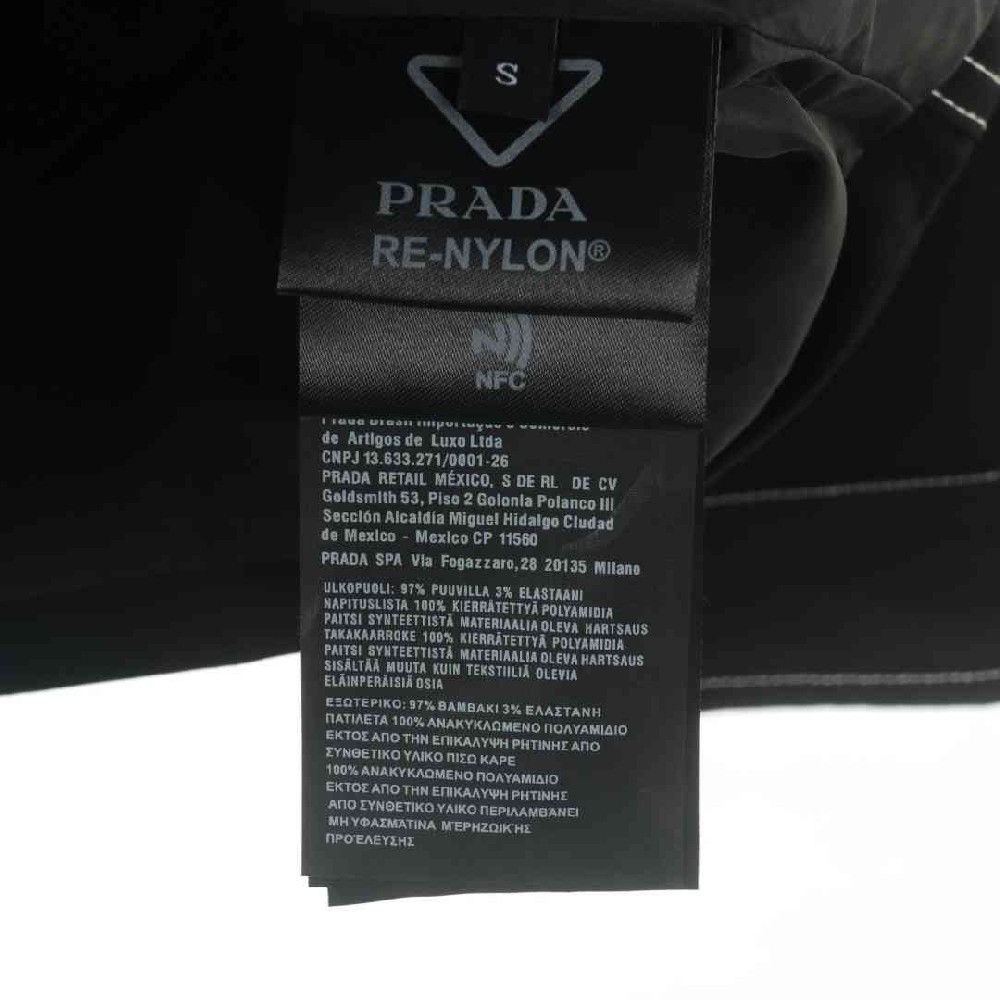 S
PRADA
RE-NYLON®
NFC
de Artigos de Luxo Ltda
CNPJ 13.633.271/0001-26
PRADA RETAIL MÉXICO, S DE RL DE CV
Goldsmith 53, Piso 2 Golonia Polanco III
Sección Alcaldia Miguel Hidalgo Ciudad
de Mexico - Mexico CP 11560
PRADA SPA Via Fogazzaro,28 20135 Milano
ULKOPUOLI: 97% PUUVILLA 3% ELASTAANI
NAPITUSLISTA 100% KIERRÄTETTYÄ POLYAMIDIA
PAITSI SYNTEETTISTÄ MATERIAALIA OLEVA HARTSAUS
TAKAKAARROKE 100% KIERRÄTETTYÄ POLYAMIDIA
PAITSI SYNTEETTISTÄ MATERIAALIA OLEVA HARTSAUS
SISÄLTÄÄ MUUTA KUIN TEKSTIILIÄ OLEVIA
ELÄINPERÄISIÄ OSIA
ΕΞΩΤΕΡΙΚΟ: 97% ΒΑΜΒΑΚΙ 3% ΕΛΑΣΤΑΝΗ
ΠΑΤΙΛΕΤΑ 100% ΑΝΑΚΥΚΛΩΜΕΝΟ ΠΟΛΥΑΜΙΔΙΟ
ΕΚΤΟΣ ΑΠΟ ΤΗΝ ΕΠΙΚΑΛΥΨΗ ΡΗΤΙΝΗΣ ΑΠΟ
ΣΥΝΘΕΤΙΚΟ ΥΛΙΚΟ ΠΙΣΩ ΚΑΡΕ
100% ΑΝΑΚΥΚΛΩΜΕΝΟ ΠΟΛΥΑΜΙΔΙΟ
ΕΚΤΟΣ ΑΠΟ ΤΗΝ ΕΠΙΚΑΛΥΨΗ ΡΗΤΙΝΗΣ
ΑΠΟ ΣΥΝΘΕΤΙΚΟ ΥΛΙΚΟ ΠΕΡΙΛΑΜΒΑΝΕΙ
ΜΗ ΥΦΑΣΜΑΤΙΝΑ ΜΕΡΗ ΖΩΙΚΗΣ
ΠΡΟΕΛΕΥΣΗΣ